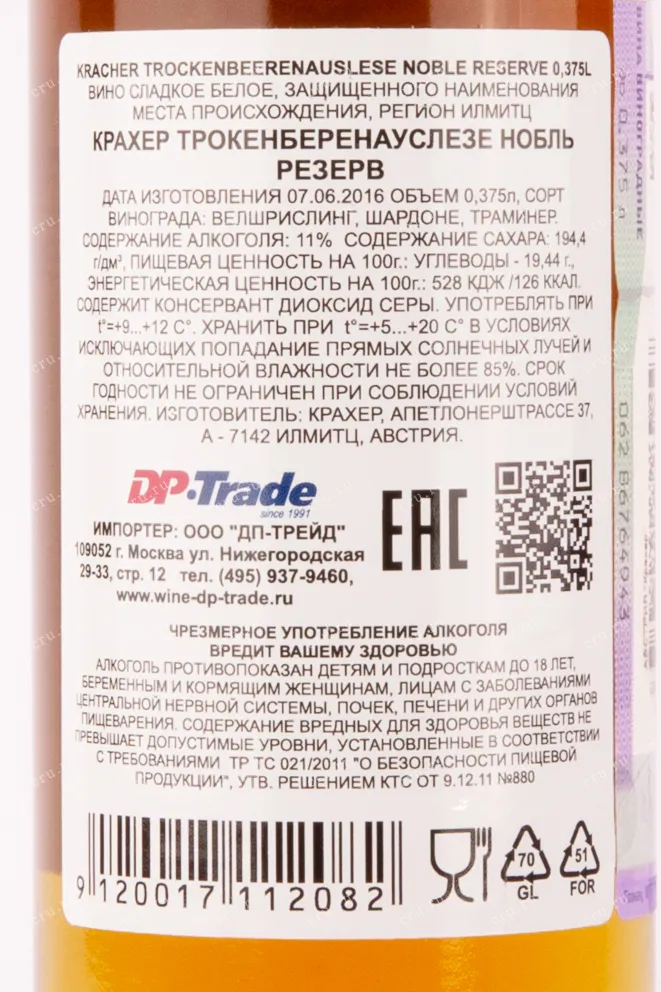 KRACHER TROCKENBEERENAUSLESE NOBLE RESERVE 0,375L
ВИНО СЛАДКОЕ БЕЛОЕ, ЗАЩИЩЕННОГО НАИМЕНОВАНИЯ
МЕСТА ПРОИСХОЖДЕНИЯ, РЕГИОН ИЛМИТЦ
КРАХЕР ТРОКЕНБЕРЕНАУСЛЕЗЕ НОБЛЬ
РЕЗЕРВ
ДАТА ИЗГОТОВЛЕНИЯ 07.06.2016 ОБЪЕМ 0,375л, СОРТ
ВИНОГРАДА: ВЕЛШРИСЛИНГ, ШАРДОНЕ, ТРАМИНЕР.
СОДЕРЖАНИЕ АЛКОГОЛЯ: 11% СОДЕРЖАНИЕ САХАРА: 194,4
г/дм³, ПИЩЕВАЯ ЦЕННОСТЬ НА 100г.: УГЛЕВОДЫ - 19,44 г.,
ЭНЕРГЕТИЧЕСКАЯ ЦЕННОСТЬ НА 100г.: 528 КДЖ /126 ККАЛ.
СОДЕРЖИТ КОНСЕРВАНТ ДИОКСИД СЕРЫ. УПОТРЕБЛЯТЬ ПРИ
t°=+9...+12 C°. ХРАНИТЬ ПРИ t°=+5...+20 C° В УСЛОВИЯХ
ИСКЛЮЧАЮЩИХ ПОПАДАНИЕ ПРЯМЫХ СОЛНЕЧНЫХ ЛУЧЕЙ И
ОТНОСИТЕЛЬНОЙ ВЛАЖНОСТИ НЕ БОЛЕЕ 85%. СРОК
ГОДНОСТИ НЕ ОГРАНИЧЕН ПРИ СОБЛЮДЕНИИ УСЛОВИЙ
ХРАНЕНИЯ. ИЗГОТОВИТЕЛЬ: КРАХЕР, АПЕТЛОНЕРШТРАССЕ 37,
А - 7142 ИЛМИТЦ, АВСТРИЯ.
DP·Trade
since 1991
EAC
ИМПОРТЕР: ООО "ДП-ТРЕЙД"
109052 г. Москва ул. Нижегородская
29-33, стр. 12 тел. (495) 937-9460,
www.wine-dp-trade.ru
ЧРЕЗМЕРНОЕ УПОТРЕБЛЕНИЕ АЛКОГОЛЯ
ВРЕДИТ ВАШЕМУ ЗДОРОВЬЮ
АЛКОГОЛЬ ПРОТИВОПОКАЗАН ДЕТЯМ И ПОДРОСТКАМ ДО 18 ЛЕТ,
БЕРЕМЕННЫМ И КОРМЯЩИМ ЖЕНЩИНАМ, ЛИЦАМ С ЗАБОЛЕВАНИЯМИ
ЦЕНТРАЛЬНОЙ НЕРВНОЙ СИСТЕМЫ, ПОЧЕК, ПЕЧЕНИ И ДРУГИХ ОРГАНОВ
ПИЩЕВАРЕНИЯ. СОДЕРЖАНИЕ ВРЕДНЫХ ДЛЯ ЗДОРОВЬЯ ВЕЩЕСТВ НЕ
ПРЕВЫШАЕТ ДОПУСТИМЫЕ УРОВНИ, УСТАНОВЛЕННЫЕ В СООТВЕТСТВИИ
С ТРЕБОВАНИЯМИ ТР ТС 021/2011 "О БЕЗОПАСНОСТИ ПИЩЕВОЙ
ПРОДУКЦИИ", УТВ. РЕШЕНИЕМ КТС ОТ 9.12.11 №880
9 120017 112082
70
GL
51
FOR
ВИНА ВИНОГРАДНЫЕ
0.375 л
062 86764043